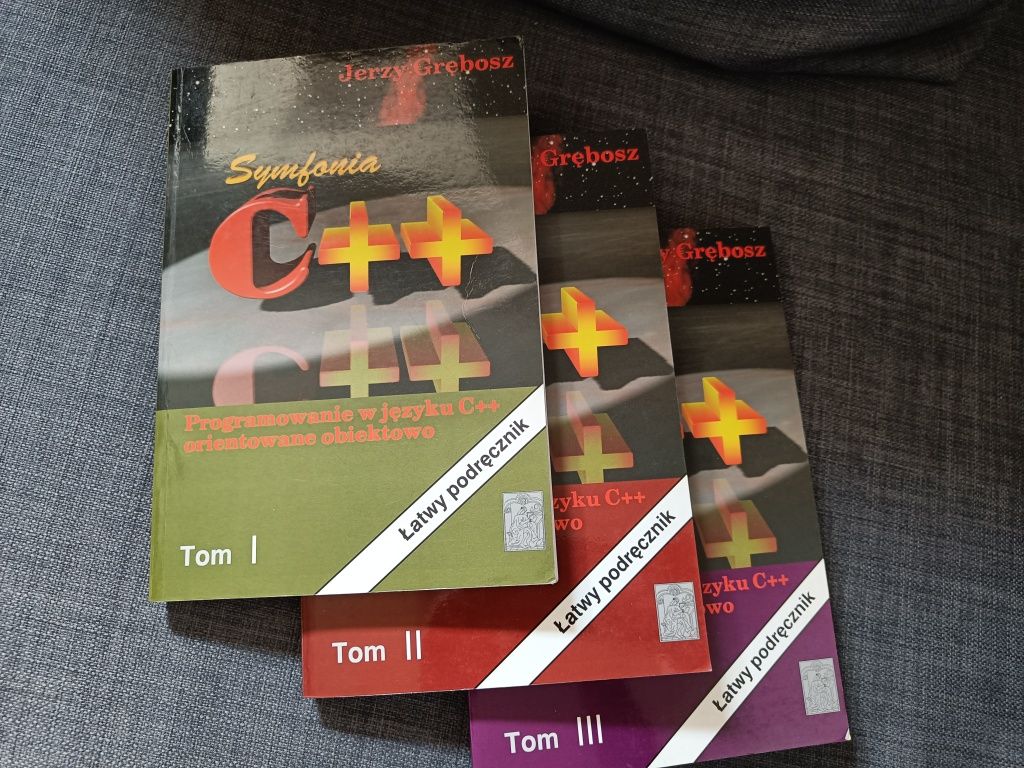 Jerzy Grębosz
Symfonia
C++
C++
Programowanie w języku C++
orientowane obiektowo
Łatwy podręcznik
Tom I
Grębosz
+
+
zyku C++
wo
Łatwy podręcznik
Tom II
y Grębosz
+
+
zyku C++
owo
Łatwy podręcznik
Tom III